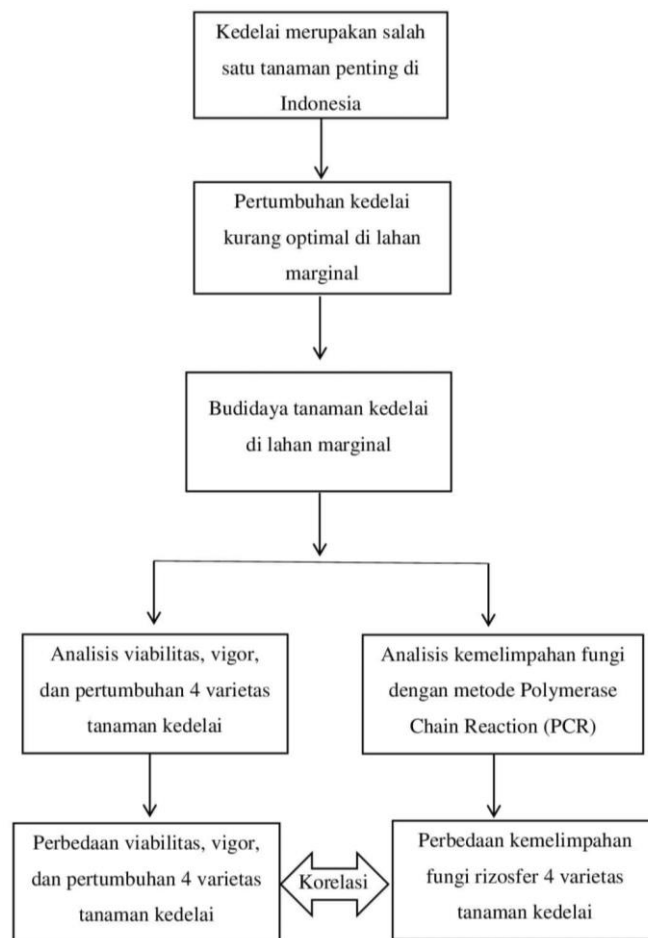 Kedelai merupakan salah
satu tanaman penting di
Indonesia
Pertumbuhan kedelai
kurang optimal di lahan
marginal
Budidaya tanaman kedelai
di lahan marginal
Analisis viabilitas, vigor,
dan pertumbuhan 4 varietas
tanaman kedelai
Analisis kemelimpahan fungi
dengan metode Polymerase
Chain Reaction (PCR)
Perbedaan viabilitas, vigor,
dan pertumbuhan 4 varietas
tanaman kedelai
Korelasi
Perbedaan kemelimpahan
fungi rizosfer 4 varietas
tanaman kedelai